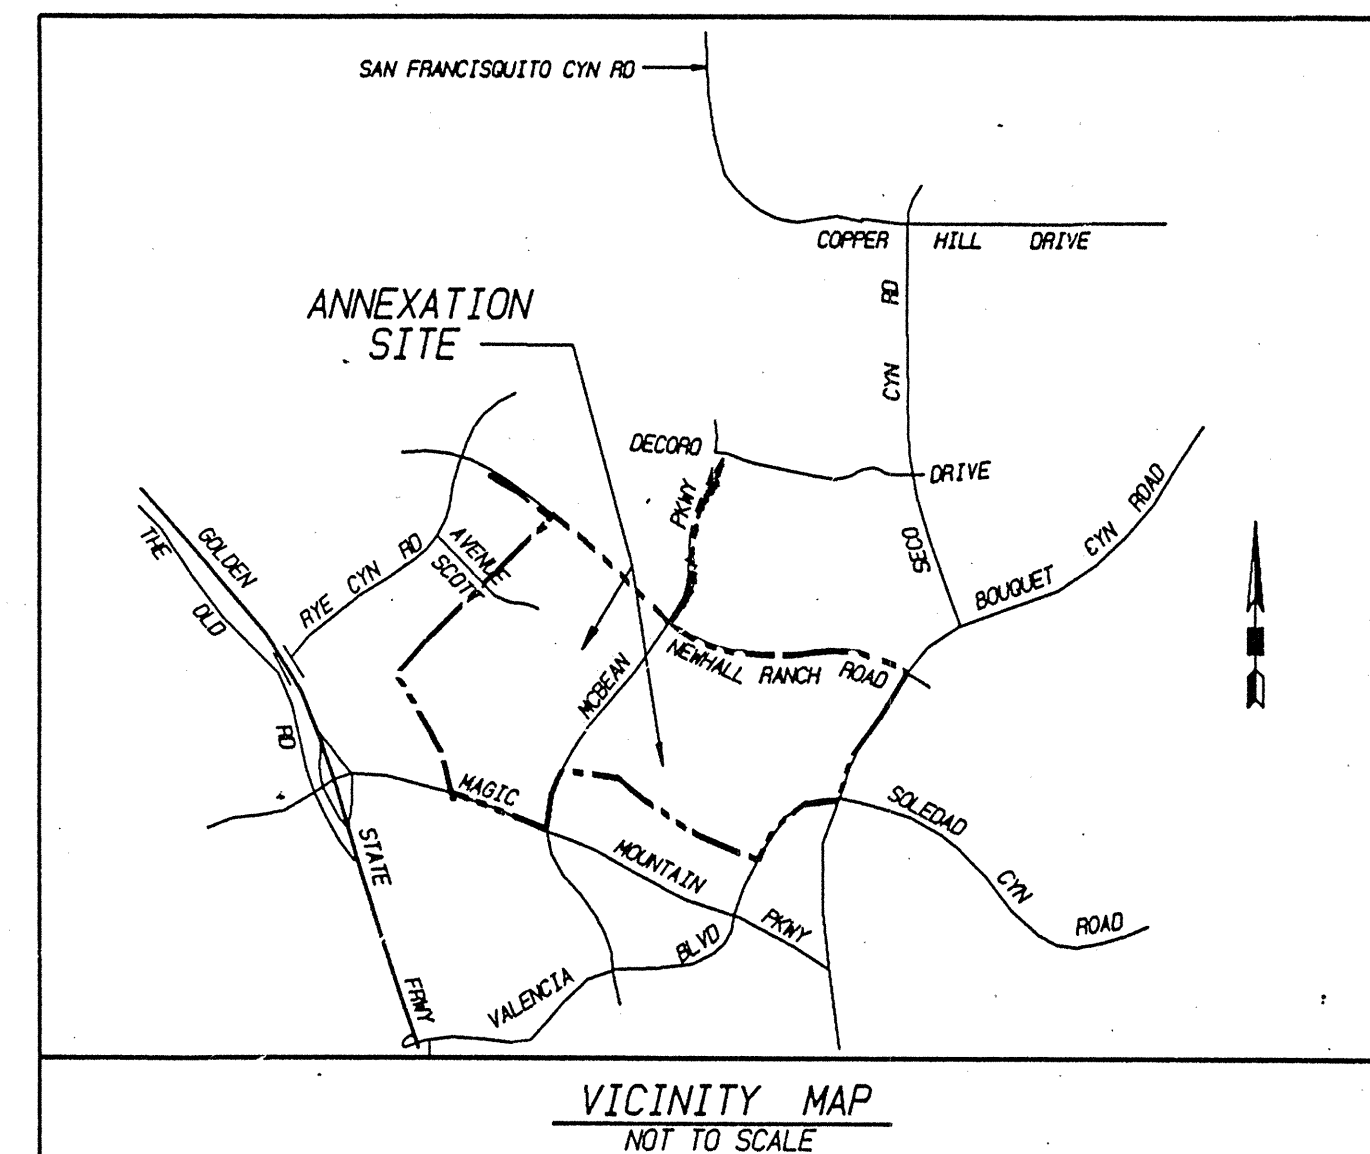 SAN FRANCISQUITO CYN RD
COPPER HILL DRIVE
ANNEXATION
SITE
SECO CYN RD
DECORO DRIVE
MCBEAN PKWY
BOUQUET CYN ROAD
GOLDEN STATE FRWY
THE OLD RD
RYE CYN RD
AVENUE
SCOTT
NEWHALL RANCH ROAD
MAGIC MOUNTAIN PKWY
SOLEDAD CYN ROAD
VALENCIA BLVD
VICINITY MAP
NOT TO SCALE